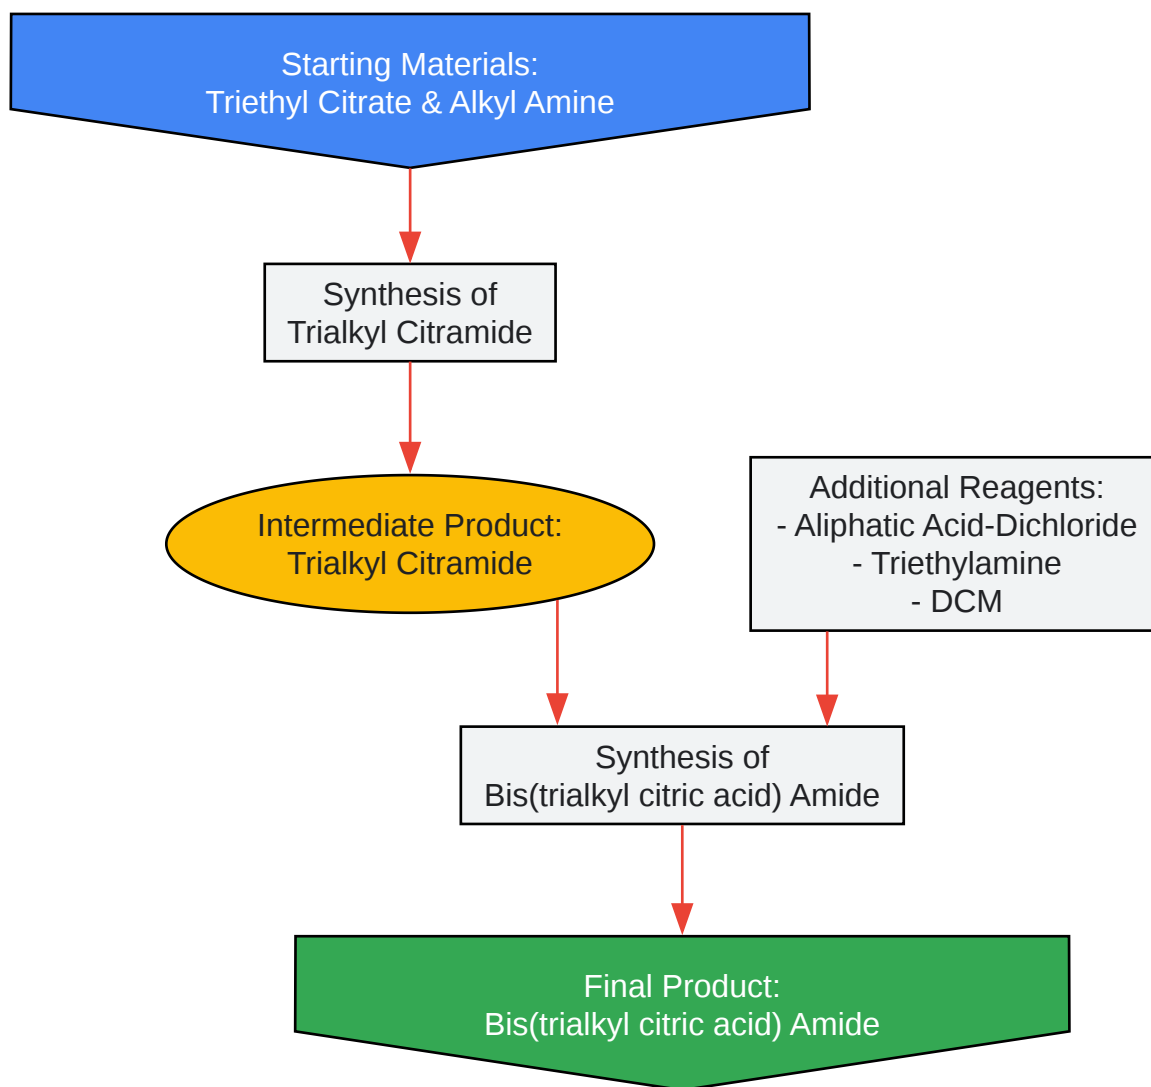 Starting Materials:
Triethyl Citrate & Alkyl Amine
Synthesis of
Trialkyl Citramide
Intermediate Product:
Trialkyl Citramide
Additional Reagents:
- Aliphatic Acid-Dichloride
- Triethylamine
- DCM
Synthesis of
Bis(trialkyl citric acid) Amide
Final Product:
Bis(trialkyl citric acid) Amide